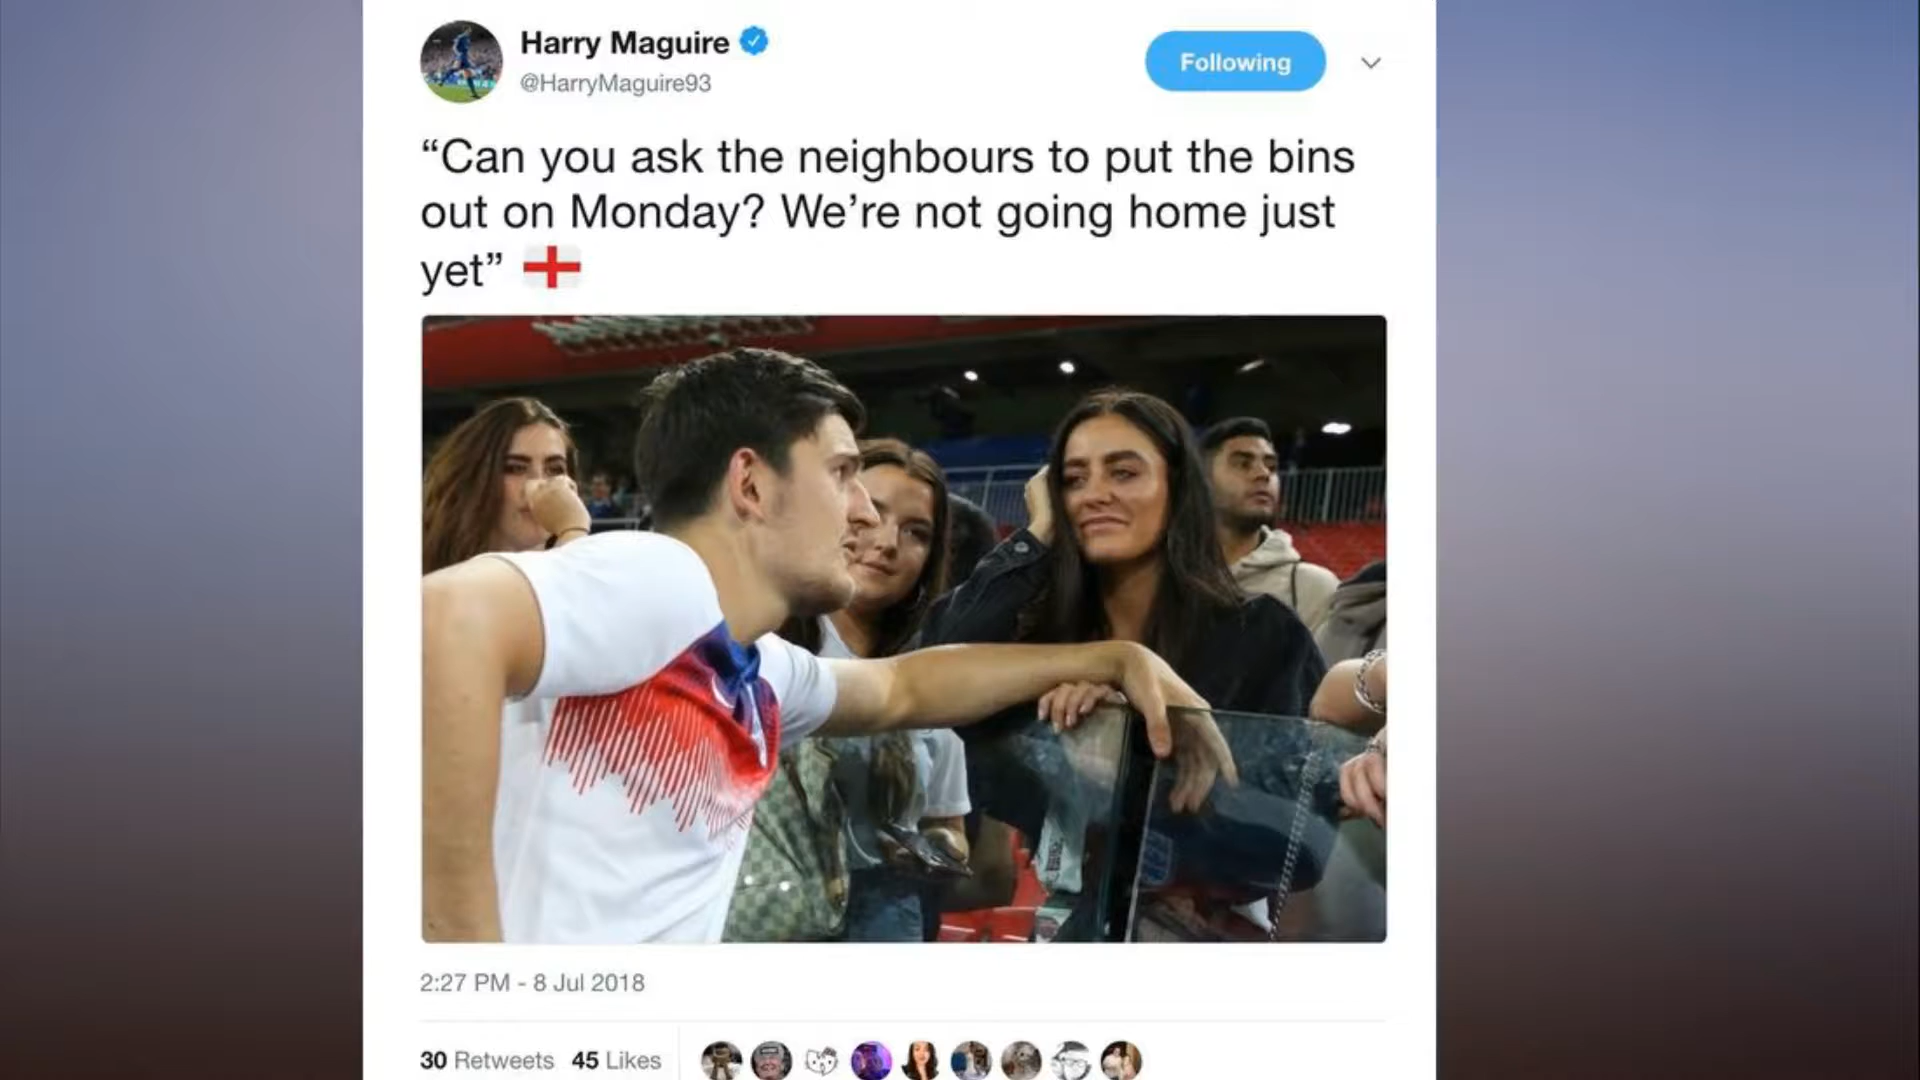 Harry Maguire
@HarryMaguire93
Following
“Can you ask the neighbours to put the bins
out on Monday? We’re not going home just
yet”
2:27 PM - 8 Jul 2018
30 Retweets 45 Likes